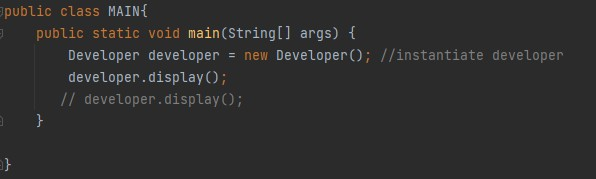 public class MAIN{
    public static void main(String[] args) {
        Developer developer = new Developer(); //instantiate developer
        developer.display();
       // developer.display();
    }
}